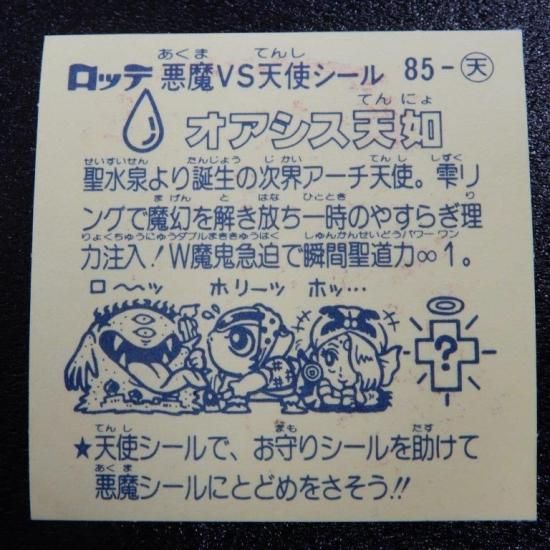 ロッテ 悪魔VS天使シール 85-天
オアシス天如
聖水泉より誕生の次界アーチ天使。雫リ
ングで魔幻を解き放ち一時のやすらぎ理
力注入!W魔鬼急迫で瞬間聖道力∞1。
ロ〜〜ッ ホリーッ ホッ…
?
★天使シールで、お守りシールを助けて
悪魔シールにとどめをさそう!!